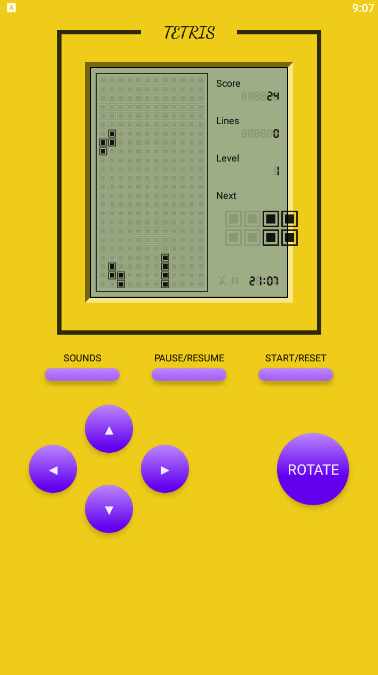 A 9:07
TETRIS
Score
24
Lines
0
Level
1
Next
21:07
SOUNDS PAUSE/RESUME START/RESET
▲
◀ ▶
ROTATE
▼